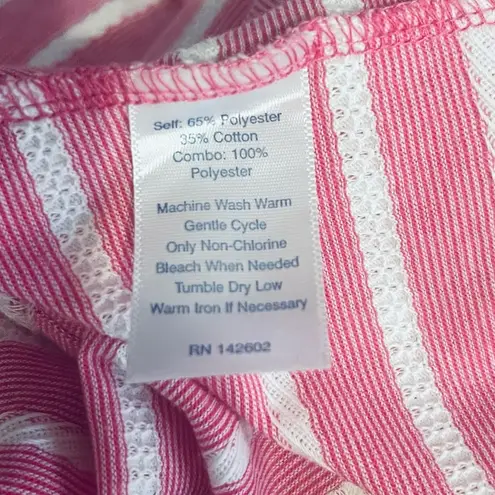 Self: 65% Polyester
35% Cotton
Combo: 100%
Polyester
Machine Wash Warm
Gentle Cycle
Only Non-Chlorine
Bleach When Needed
Tumble Dry Low
Warm Iron If Necessary
RN 142602